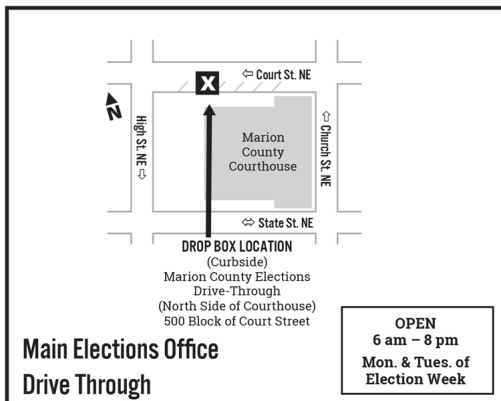 X
⇦ Court St. NE
N
High St. NE ⇨
Marion
County
Courthouse
Church St. NE ⇨
⇔ State St. NE
DROP BOX LOCATION
(Curbside)
Marion County Elections
Drive-Through
(North Side of Courthouse)
500 Block of Court Street
Main Elections Office
Drive Through
OPEN
6 am – 8 pm
Mon. & Tues. of
Election Week